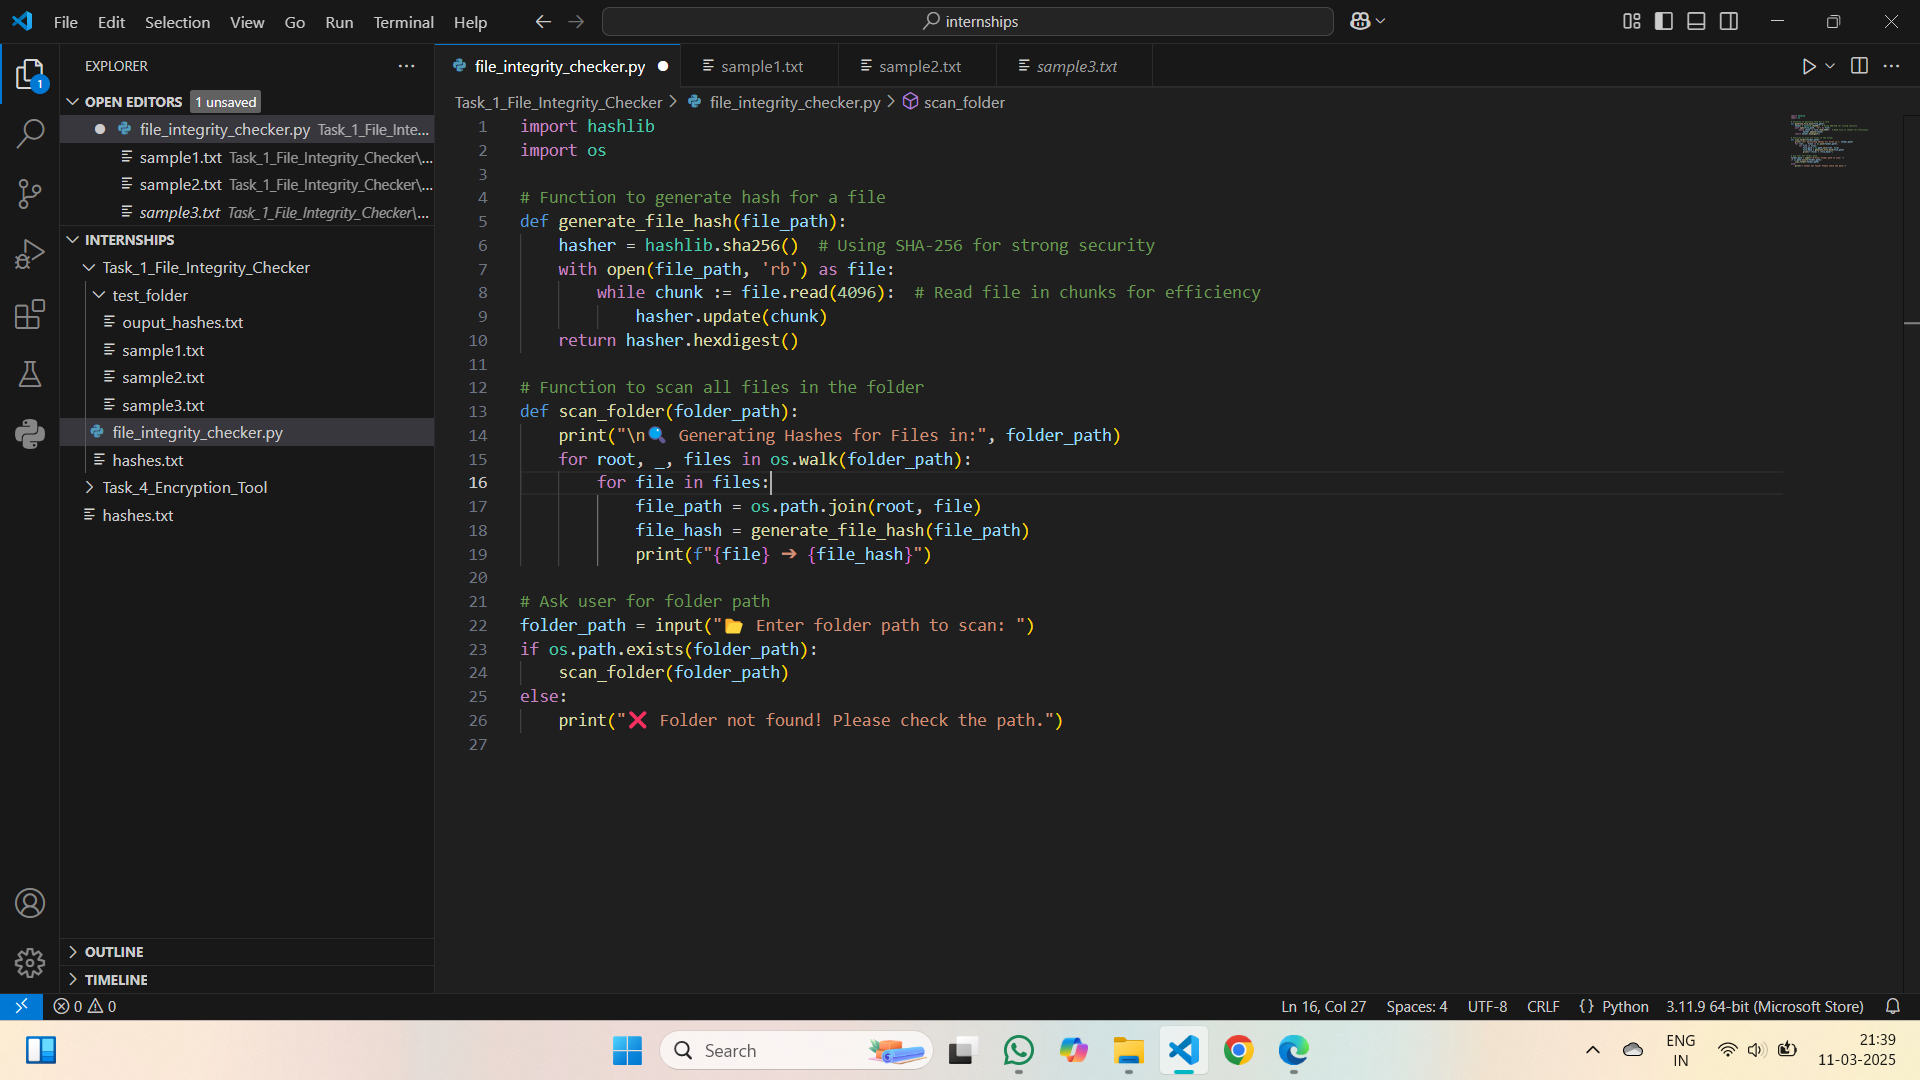 File Edit Selection View Go Run Terminal Help
internships
EXPLORER
OPEN EDITORS 1 unsaved
file_integrity_checker.py Task_1_File_Inte...
sample1.txt Task_1_File_Integrity_Checker\...
sample2.txt Task_1_File_Integrity_Checker\...
sample3.txt Task_1_File_Integrity_Checker\...
INTERNSHIPS
Task_1_File_Integrity_Checker
test_folder
ouput_hashes.txt
sample1.txt
sample2.txt
sample3.txt
file_integrity_checker.py
hashes.txt
Task_4_Encryption_Tool
hashes.txt
OUTLINE
TIMELINE
1
file_integrity_checker.py sample1.txt sample2.txt sample3.txt
Task_1_File_Integrity_Checker > file_integrity_checker.py > scan_folder
1 import hashlib
2 import os
3
4 # Function to generate hash for a file
5 def generate_file_hash(file_path):
6 hasher = hashlib.sha256()  # Using SHA-256 for strong security
7 with open(file_path, 'rb') as file:
8 while chunk := file.read(4096):  # Read file in chunks for efficiency
9 hasher.update(chunk)
10 return hasher.hexdigest()
11
12 # Function to scan all files in the folder
13 def scan_folder(folder_path):
14 print("\n🔍 Generating Hashes for Files in:", folder_path)
15 for root, _, files in os.walk(folder_path):
16 for file in files:
17 file_path = os.path.join(root, file)
18 file_hash = generate_file_hash(file_path)
19 print(f"{file} ➔ {file_hash}")
20
21 # Ask user for folder path
22 folder_path = input("📂 Enter folder path to scan: ")
23 if os.path.exists(folder_path):
24 scan_folder(folder_path)
25 else:
26 print("❌ Folder not found! Please check the path.")
27
0 0 Ln 16, Col 27 Spaces: 4 UTF-8 CRLF {} Python 3.11.9 64-bit (Microsoft Store)
Search
ENG
IN
21:39
11-03-2025